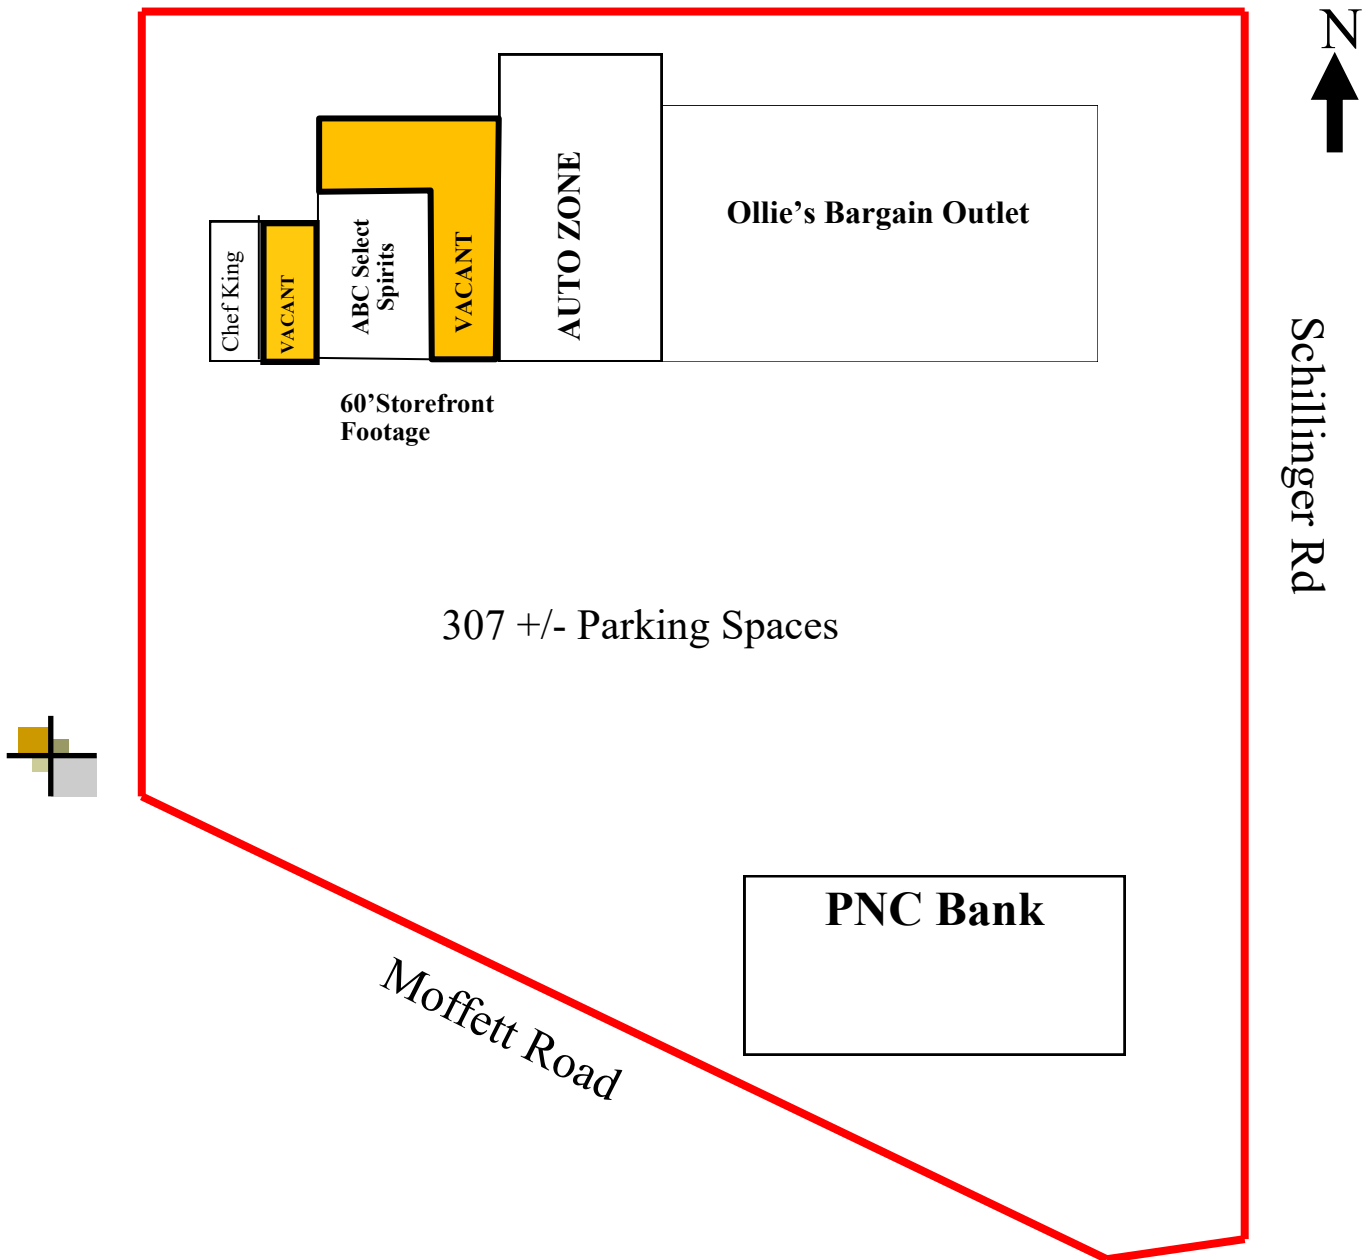 N
Chef King
VACANT
ABC Select
Spirits
VACANT
AUTO ZONE
Ollie's Bargain Outlet
60'Storefront
Footage
Schillinger Rd
307 +/- Parking Spaces
PNC Bank
Moffett Road